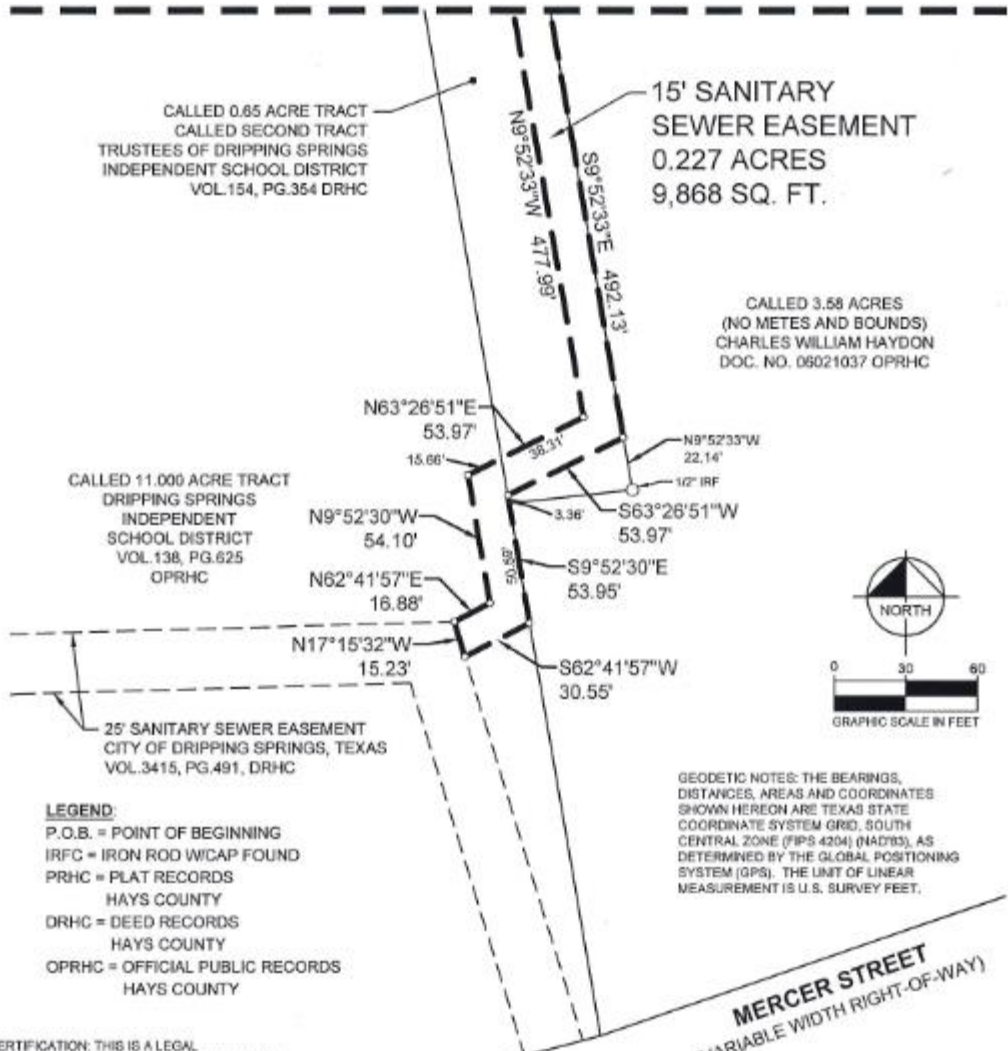 CALLED 0.65 ACRE TRACT
CALLED SECOND TRACT
TRUSTEES OF DRIPPING SPRINGS
INDEPENDENT SCHOOL DISTRICT
VOL.154, PG.354 DRHC
15' SANITARY
SEWER EASEMENT
0.227 ACRES
9,868 SQ. FT.
N9°52'33"W 477.99'
S9°52'33"E 492.13'
CALLED 3.58 ACRES
(NO METES AND BOUNDS)
CHARLES WILLIAM HAYDON
DOC. NO. 06021037 OPRHC
N63°26'51"E
53.97'
38.31'
15.66'
N9°52'33"W
22.14'
1/2" IRF
CALLED 11.000 ACRE TRACT
DRIPPING SPRINGS
INDEPENDENT
SCHOOL DISTRICT
VOL.138, PG.625
OPRHC
3.36'
S63°26'51"W
53.97'
N9°52'30"W
54.10'
50.59'
S9°52'30"E
53.95'
N62°41'57"E
16.88'
N17°15'32"W
15.23'
S62°41'57"W
30.55'
NORTH
0 30 60
GRAPHIC SCALE IN FEET
25' SANITARY SEWER EASEMENT
CITY OF DRIPPING SPRINGS, TEXAS
VOL.3415, PG.491, DRHC
LEGEND:
P.O.B. = POINT OF BEGINNING
IRFC = IRON ROD W/CAP FOUND
PRHC = PLAT RECORDS
HAYS COUNTY
DRHC = DEED RECORDS
HAYS COUNTY
OPRHC = OFFICIAL PUBLIC RECORDS
HAYS COUNTY
GEODETIC NOTES: THE BEARINGS,
DISTANCES, AREAS AND COORDINATES
SHOWN HEREON ARE TEXAS STATE
COORDINATE SYSTEM GRID, SOUTH
CENTRAL ZONE (FIPS 4204) (NAD'83), AS
DETERMINED BY THE GLOBAL POSITIONING
SYSTEM (GPS). THE UNIT OF LINEAR
MEASUREMENT IS U.S. SURVEY FEET.
MERCER STREET
VARIABLE WIDTH RIGHT-OF-WAY)
ERTIFICATION: THIS IS A LEGAL